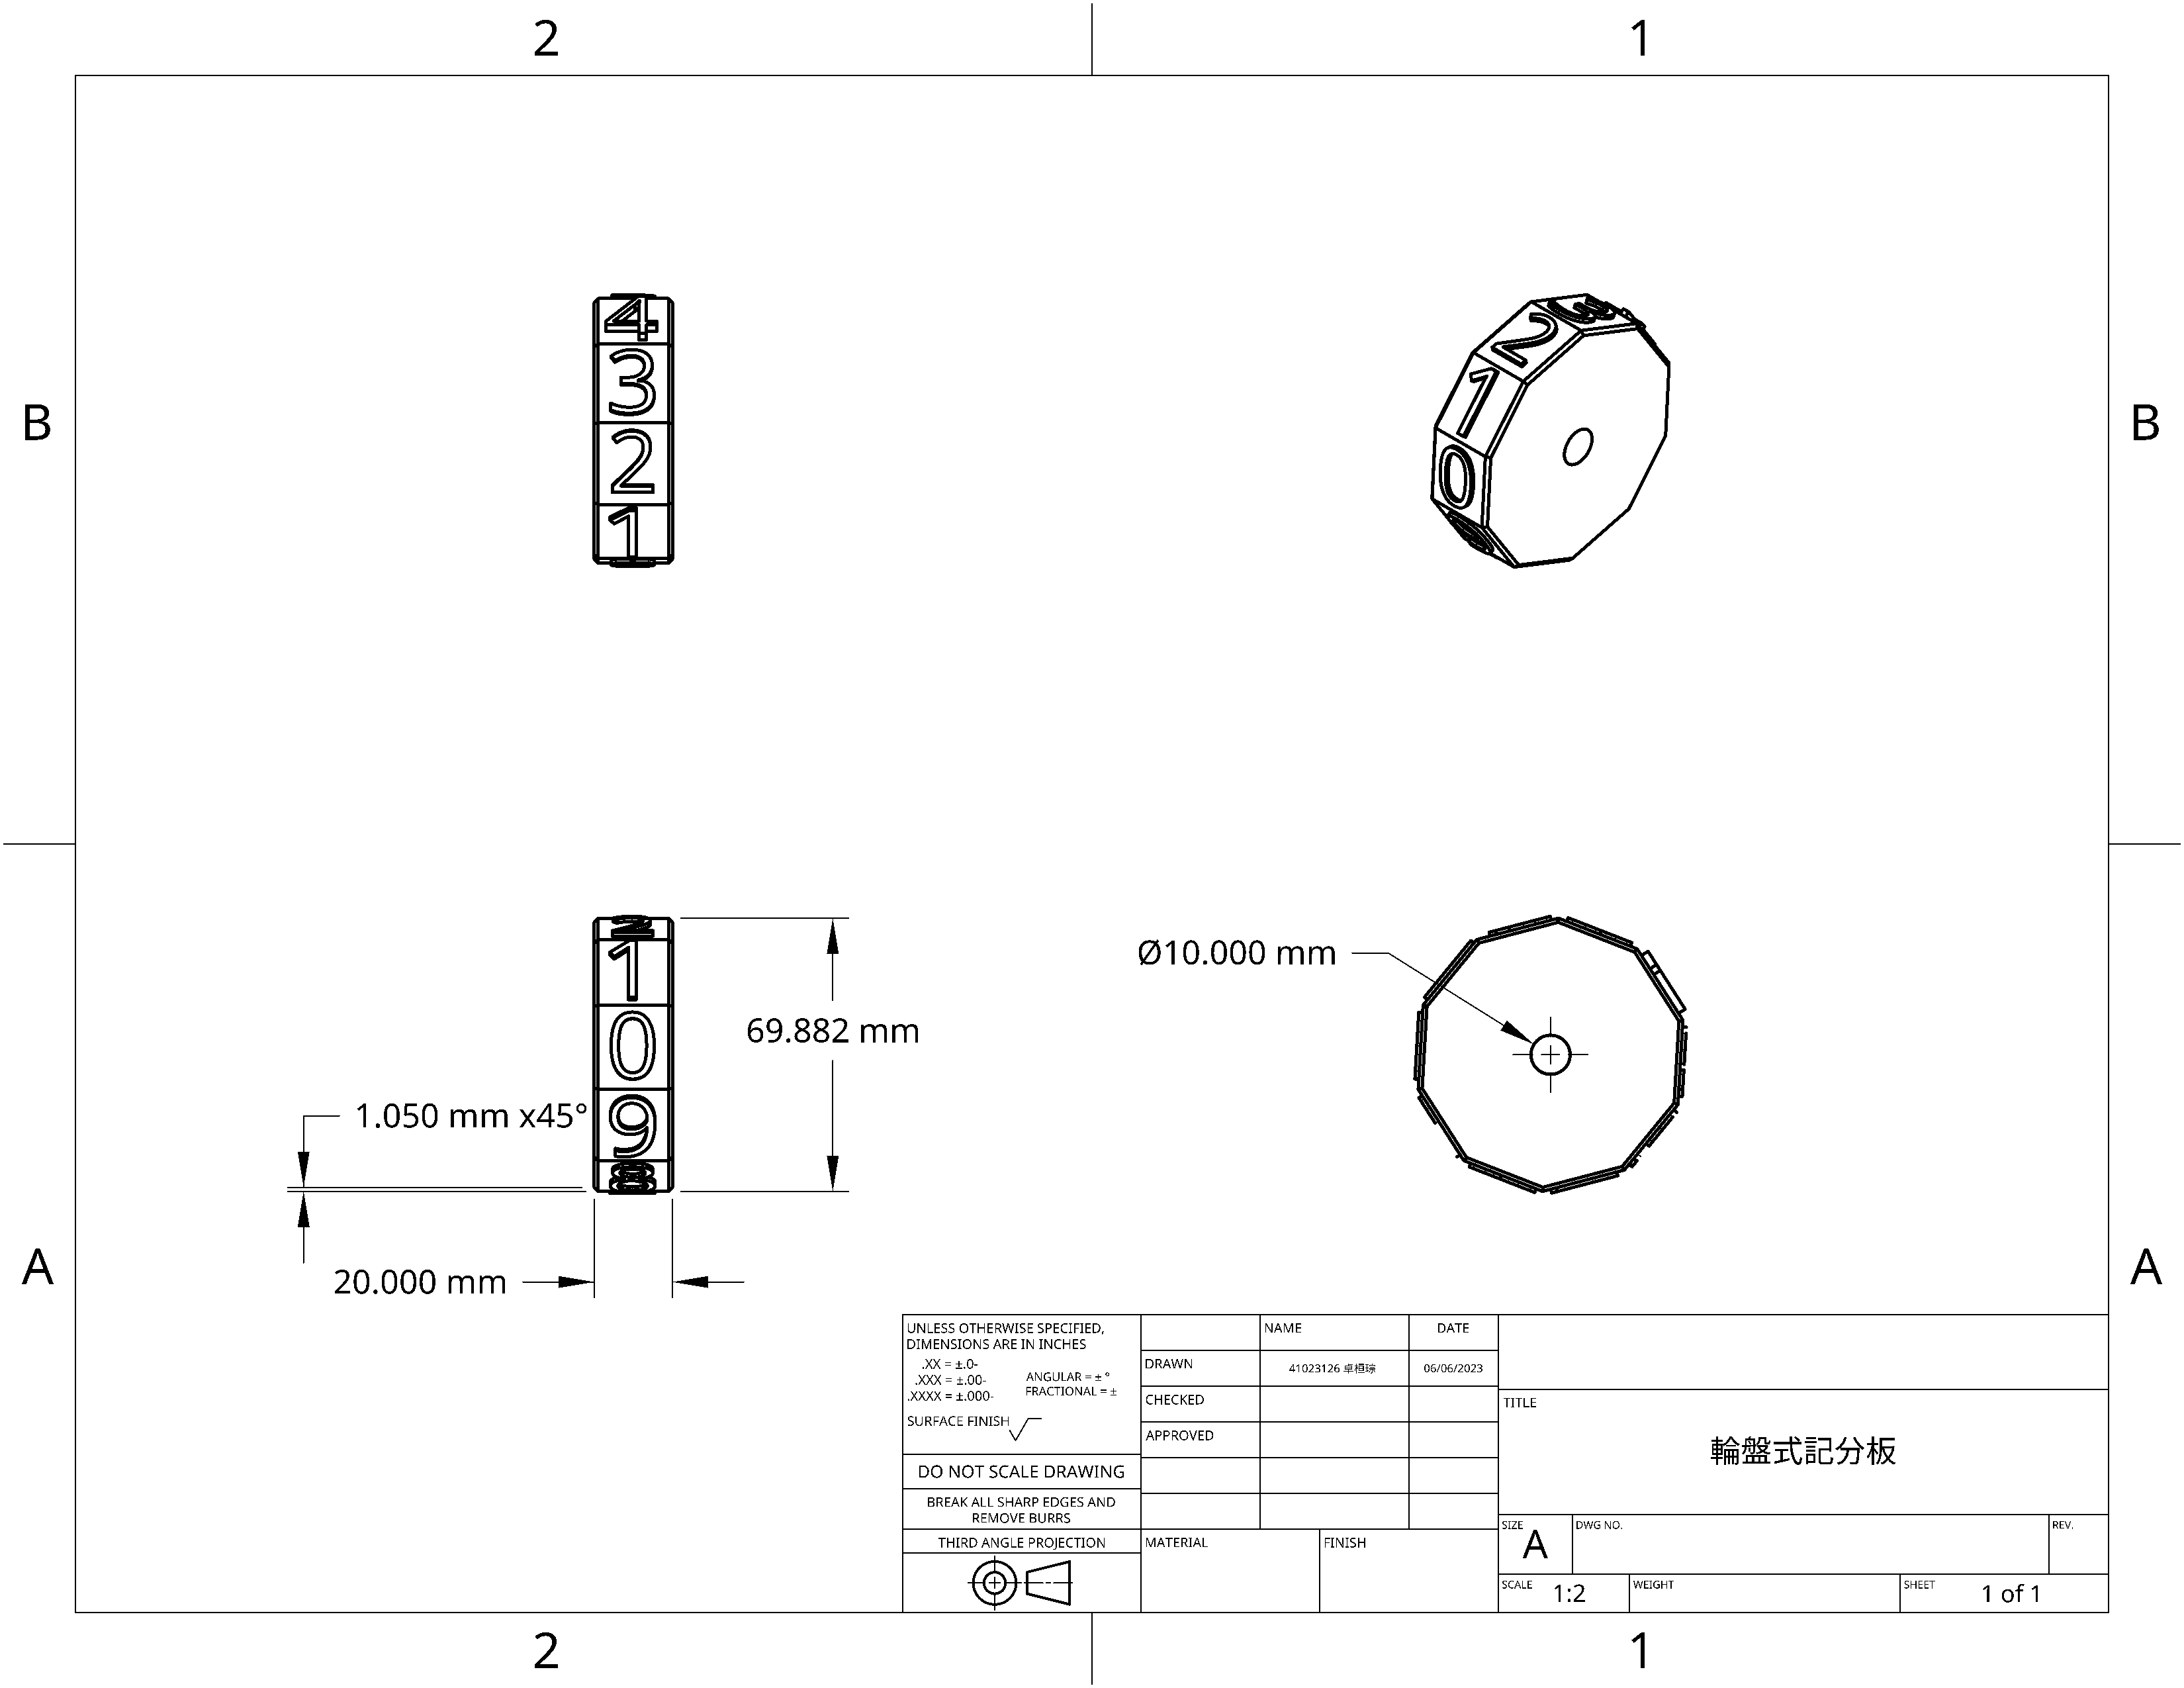 2
1
B
B
4
3
2
1
3
2
1
0
2
1
0
9
8
69.882 mm
1.050 mm x45°
20.000 mm
Ø10.000 mm
A
A
UNLESS OTHERWISE SPECIFIED,
DIMENSIONS ARE IN INCHES
.XX = ±.0-
.XXX = ±.00-
.XXXX = ±.000-
ANGULAR = ± °
FRACTIONAL = ±
SURFACE FINISH
DO NOT SCALE DRAWING
BREAK ALL SHARP EDGES AND
REMOVE BURRS
THIRD ANGLE PROJECTION
NAME
DATE
DRAWN
41023126 卓桓琮
06/06/2023
CHECKED
APPROVED
MATERIAL
FINISH
TITLE
輪盤式記分板
SIZE
A
DWG NO.
REV.
SCALE
1:2
WEIGHT
SHEET
1 of 1
2
1